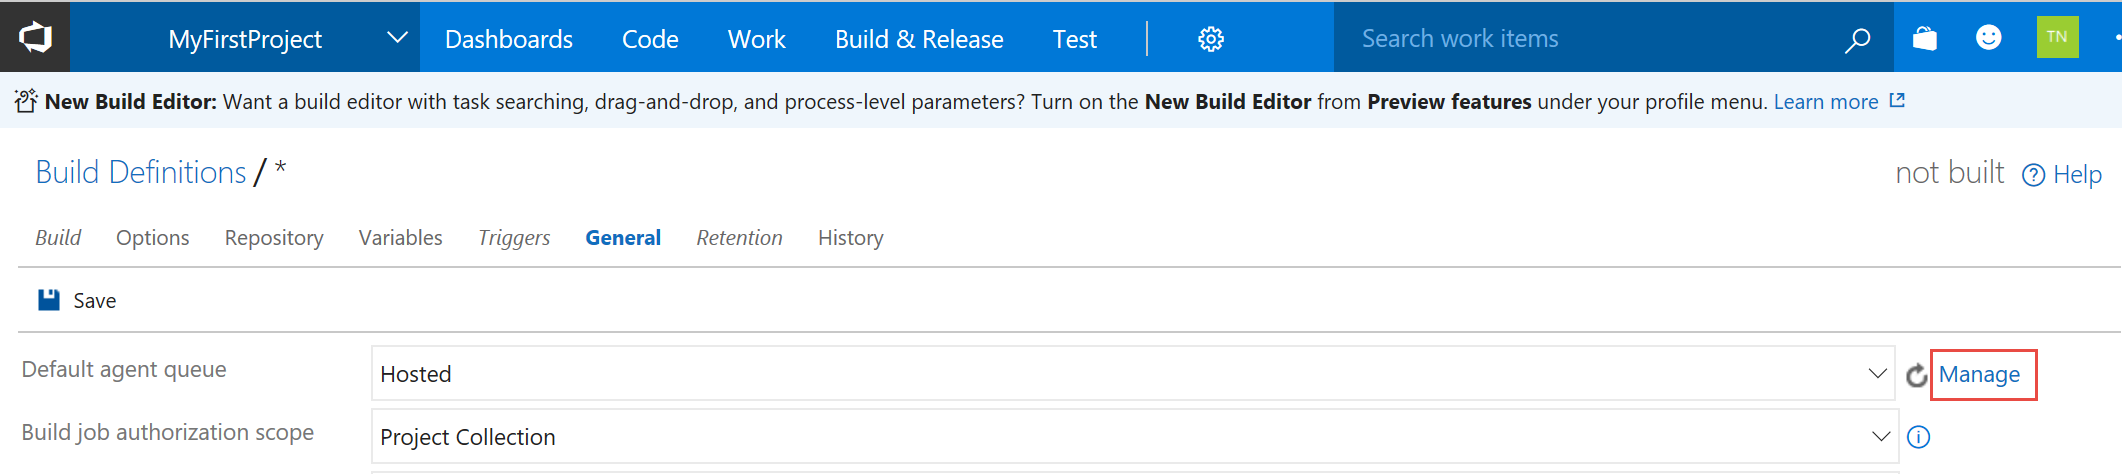 MyFirstProject Dashboards Code Work Build & Release Test Search work items TN
New Build Editor: Want a build editor with task searching, drag-and-drop, and process-level parameters? Turn on the New Build Editor from Preview features under your profile menu. Learn more
Build Definitions / * not built Help
Build Options Repository Variables Triggers General Retention History
Save
Default agent queue Hosted Manage
Build job authorization scope Project Collection